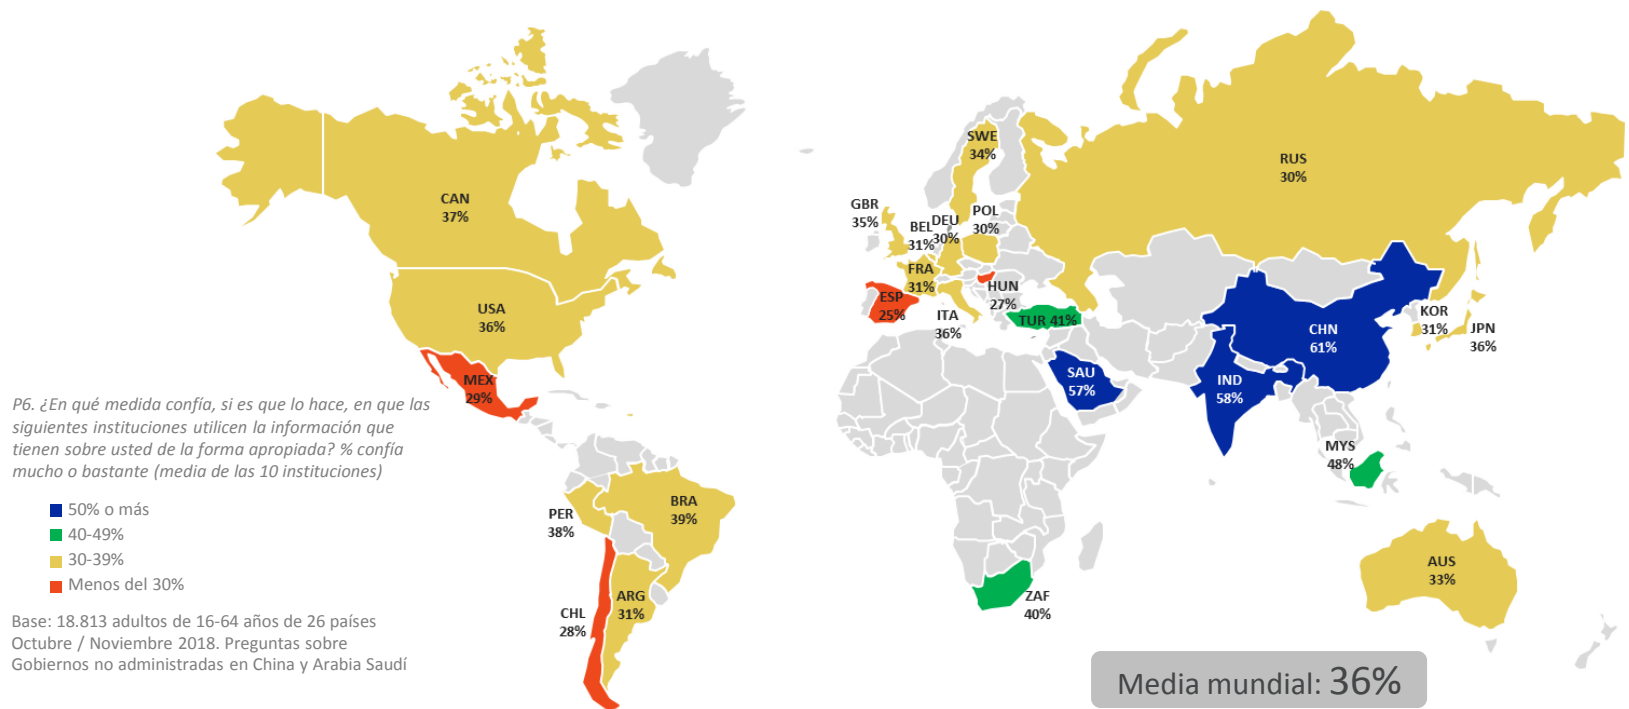 SWE
34%
RUS
30%
CAN
37%
GBR
35%
BEL
31%
DEU
30%
POL
30%
FRA
31%
HUN
27%
ESP
25%
ITA
36%
TUR 41%
USA
36%
CHN
61%
KOR
31%
JPN
36%
SAU
57%
IND
58%
MEX
29%
MYS
48%
PER
38%
BRA
39%
ARG
31%
CHL
28%
ZAF
40%
AUS
33%
P6. ¿En qué medida confía, si es que lo hace, en que las
siguientes instituciones utilicen la información que
tienen sobre usted de la forma apropiada? % confía
mucho o bastante (media de las 10 instituciones)
50% o más
40-49%
30-39%
Menos del 30%
Base: 18.813 adultos de 16-64 años de 26 países
Octubre / Noviembre 2018. Preguntas sobre
Gobiernos no administradas en China y Arabia Saudí
Media mundial: 36%